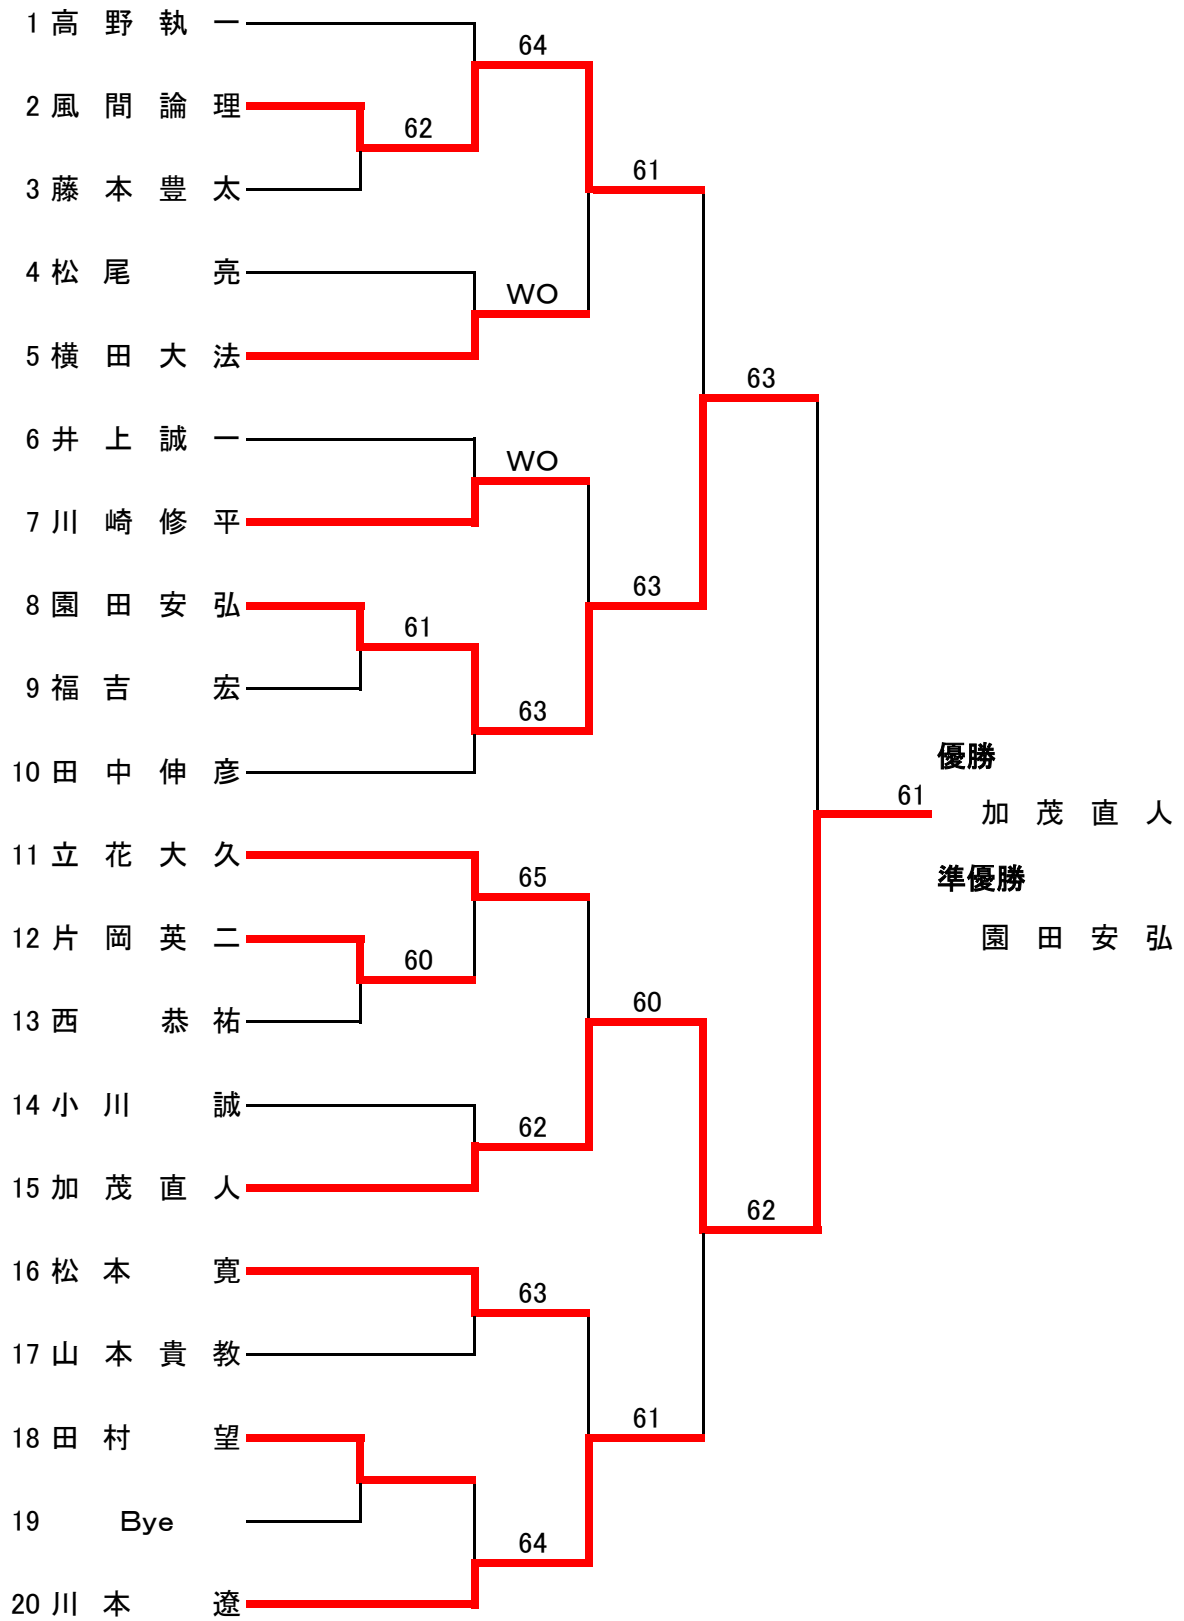 1 高野執一
64
2 風間論理
62
61
3 藤本豊太
4 松尾 亮
WO
5 横田大法
63
6 井上誠一
WO
7 川崎修平
63
8 園田安弘
61
9 福吉 宏
63
優勝
10 田中伸彦
61 加茂直人
11 立花大久
65
準優勝
12 片岡英二
60
園田安弘
60
13 西 恭祐
14 小川 誠
62
15 加茂直人
62
16 松本 寛
63
17 山本貴教
61
18 田村 望
19 Bye
64
20 川本 遼